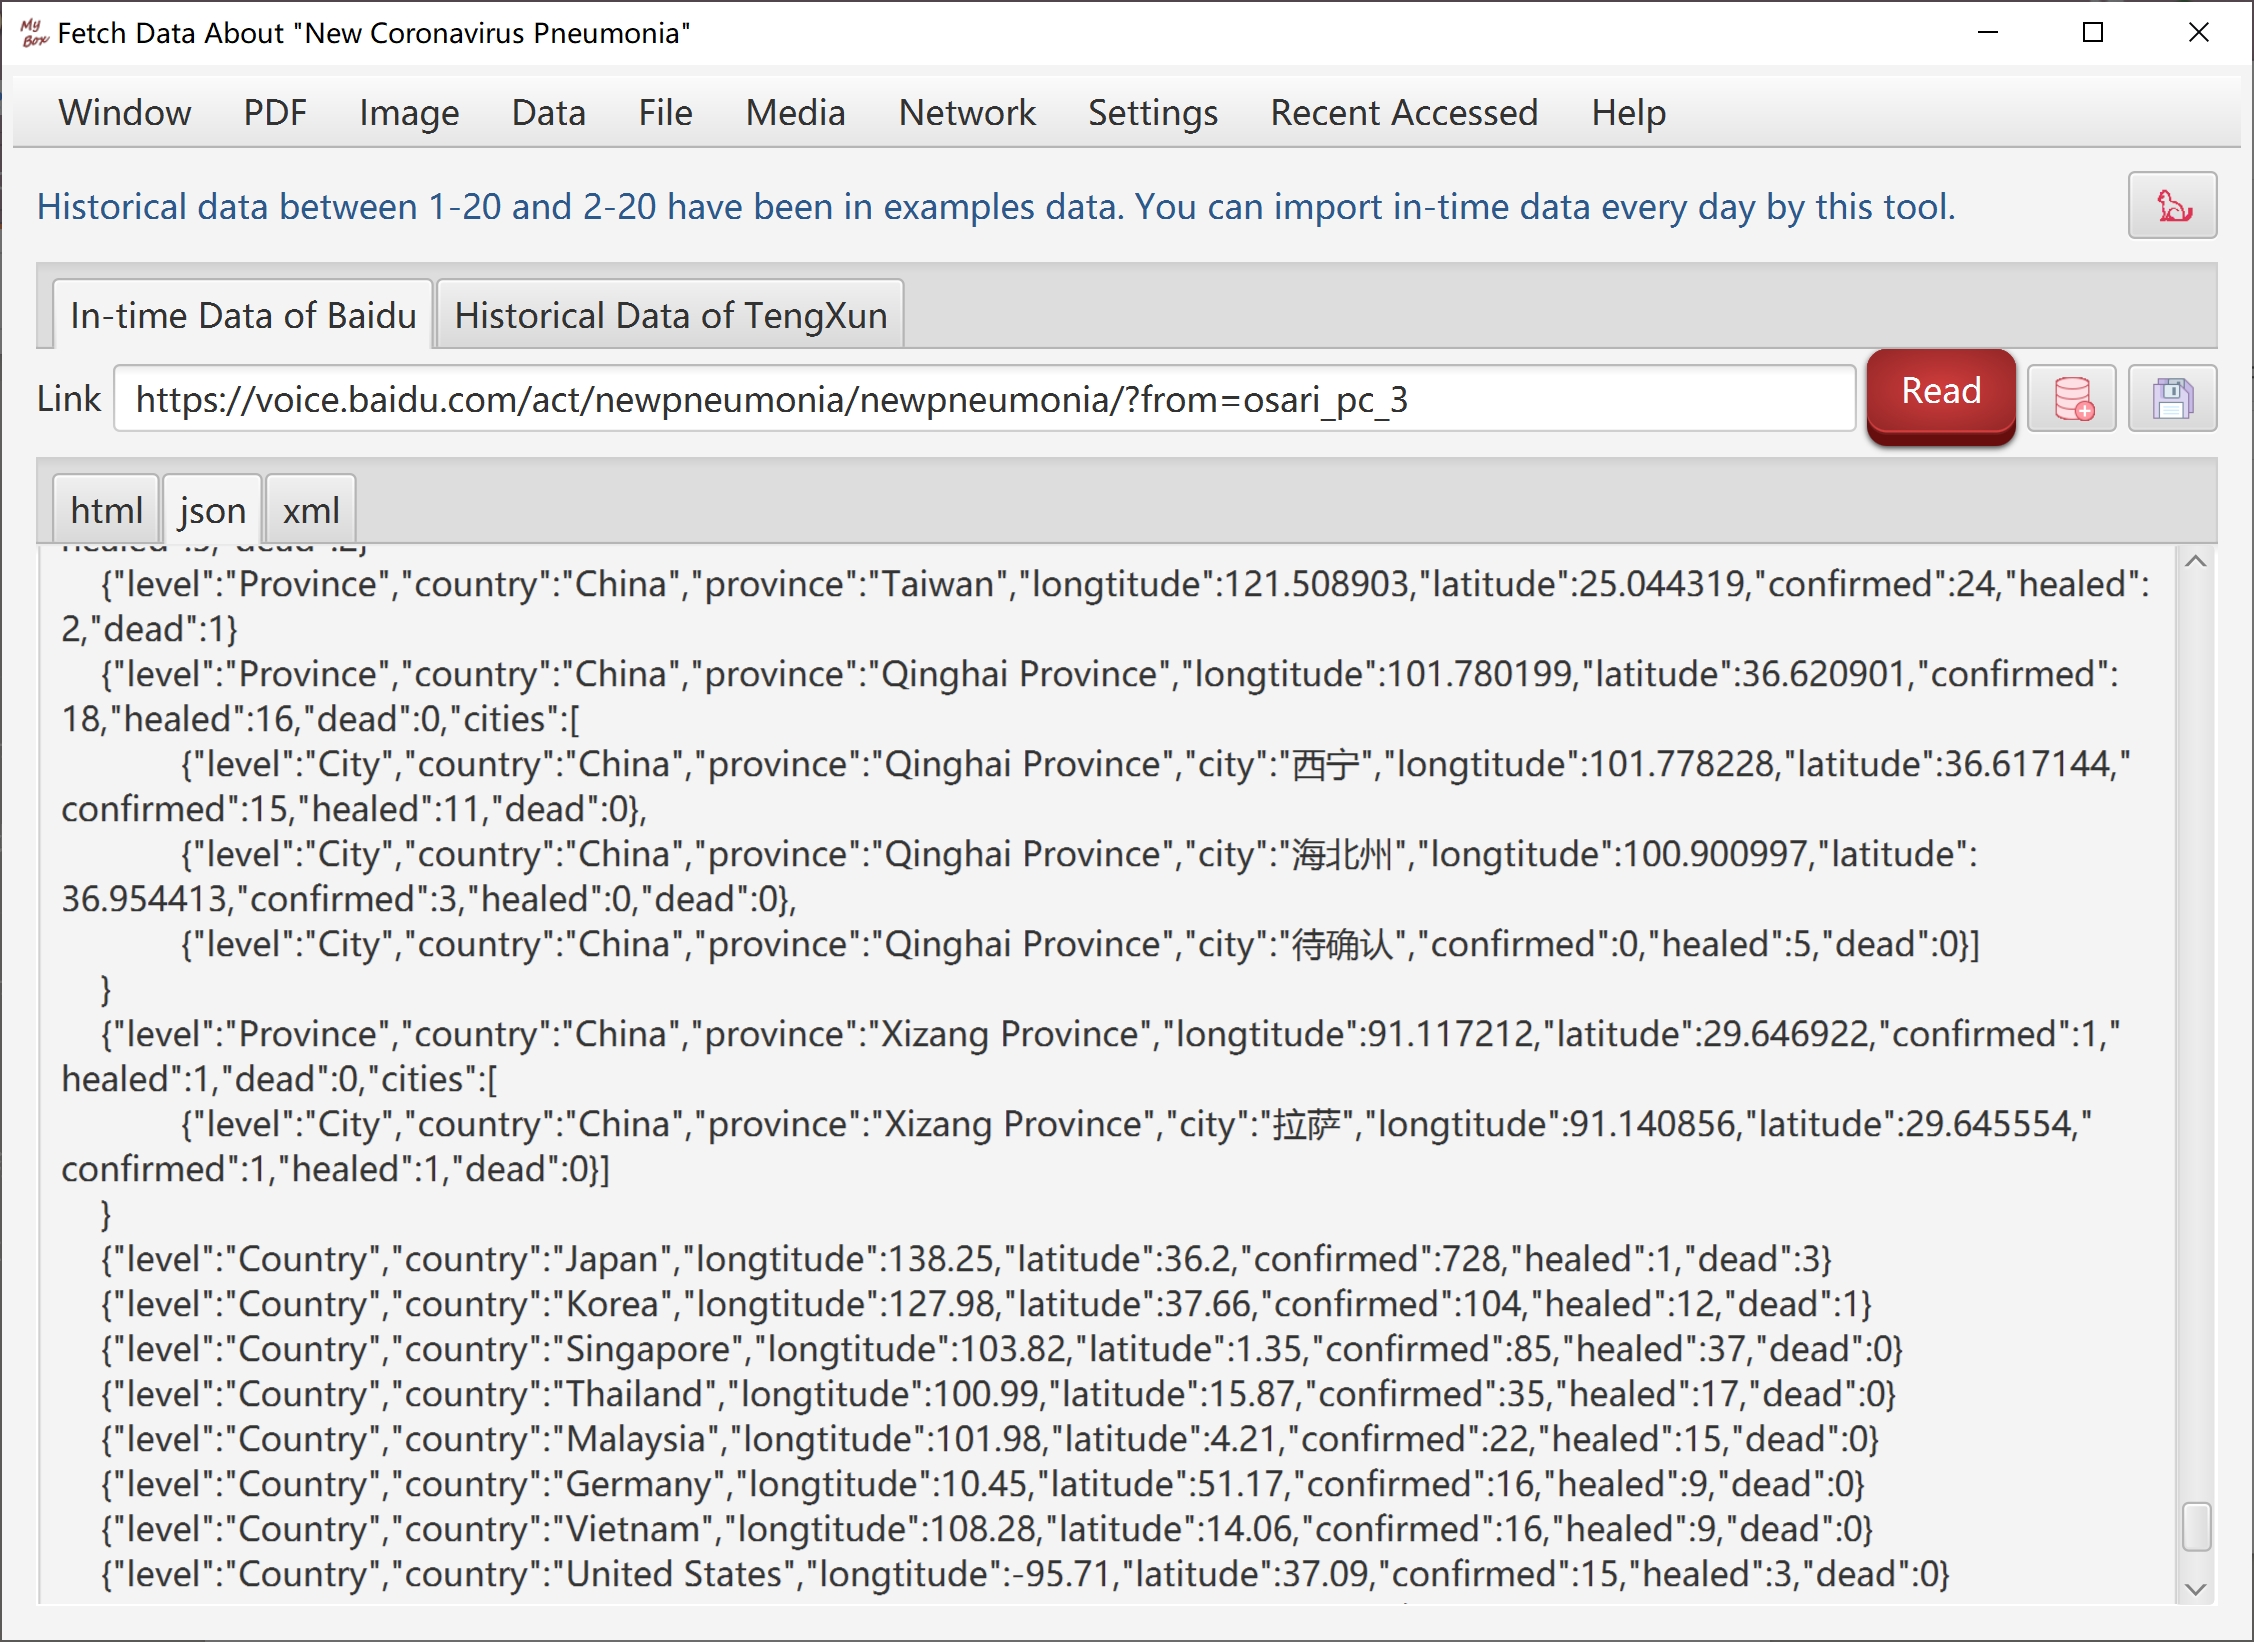 My Box Fetch Data About "New Coronavirus Pneumonia"
Window PDF Image Data File Media Network Settings Recent Accessed Help
Historical data between 1-20 and 2-20 have been in examples data. You can import in-time data every day by this tool.
In-time Data of Baidu Historical Data of TengXun
Link https://voice.baidu.com/act/newpneumonia/newpneumonia/?from=osari_pc_3 Read
html json xml
{"level":"Province","country":"China","province":"Taiwan","longtitude":121.508903,"latitude":25.044319,"confirmed":24,"healed":
2,"dead":1}
{"level":"Province","country":"China","province":"Qinghai Province","longtitude":101.780199,"latitude":36.620901,"confirmed":
18,"healed":16,"dead":0,"cities":[
{"level":"City","country":"China","province":"Qinghai Province","city":"西宁","longtitude":101.778228,"latitude":36.617144,"
confirmed":15,"healed":11,"dead":0},
{"level":"City","country":"China","province":"Qinghai Province","city":"海北州","longtitude":100.900997,"latitude":
36.954413,"confirmed":3,"healed":0,"dead":0},
{"level":"City","country":"China","province":"Qinghai Province","city":"待确认","confirmed":0,"healed":5,"dead":0}]
}
{"level":"Province","country":"China","province":"Xizang Province","longtitude":91.117212,"latitude":29.646922,"confirmed":1,"
healed":1,"dead":0,"cities":[
{"level":"City","country":"China","province":"Xizang Province","city":"拉萨","longtitude":91.140856,"latitude":29.645554,"
confirmed":1,"healed":1,"dead":0}]
}
{"level":"Country","country":"Japan","longtitude":138.25,"latitude":36.2,"confirmed":728,"healed":1,"dead":3}
{"level":"Country","country":"Korea","longtitude":127.98,"latitude":37.66,"confirmed":104,"healed":12,"dead":1}
{"level":"Country","country":"Singapore","longtitude":103.82,"latitude":1.35,"confirmed":85,"healed":37,"dead":0}
{"level":"Country","country":"Thailand","longtitude":100.99,"latitude":15.87,"confirmed":35,"healed":17,"dead":0}
{"level":"Country","country":"Malaysia","longtitude":101.98,"latitude":4.21,"confirmed":22,"healed":15,"dead":0}
{"level":"Country","country":"Germany","longtitude":10.45,"latitude":51.17,"confirmed":16,"healed":9,"dead":0}
{"level":"Country","country":"Vietnam","longtitude":108.28,"latitude":14.06,"confirmed":16,"healed":9,"dead":0}
{"level":"Country","country":"United States","longtitude":-95.71,"latitude":37.09,"confirmed":15,"healed":3,"dead":0}